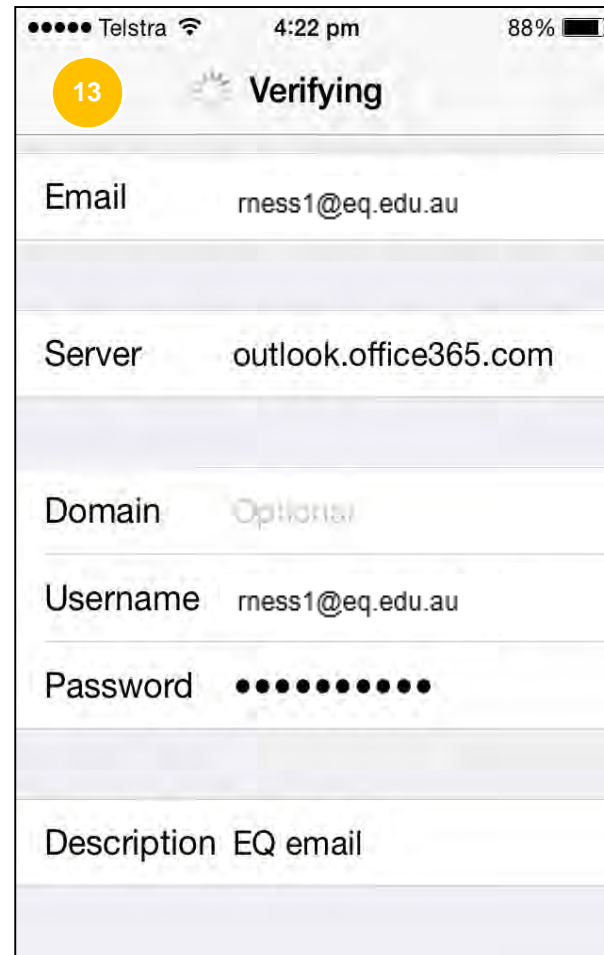 ●●●●● Telstra 4:22 pm 88%
13 Verifying
Email rness1@eq.edu.au
Server outlook.office365.com
Domain Optional
Username rness1@eq.edu.au
Password ●●●●●●●●●●
Description EQ email